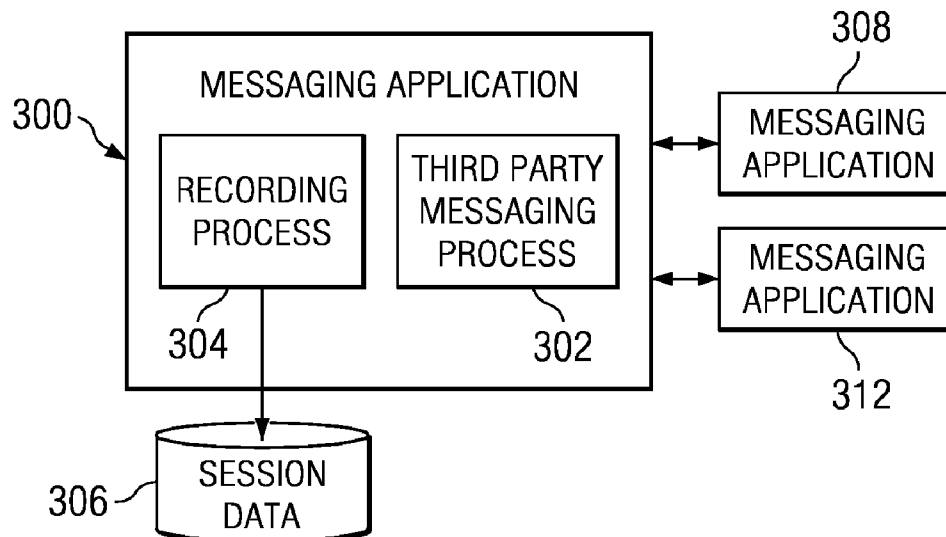 308
MESSAGING APPLICATION
300
MESSAGING
APPLICATION
RECORDING
PROCESS
THIRD PARTY
MESSAGING
PROCESS
304
302
MESSAGING
APPLICATION
312
306
SESSION
DATA